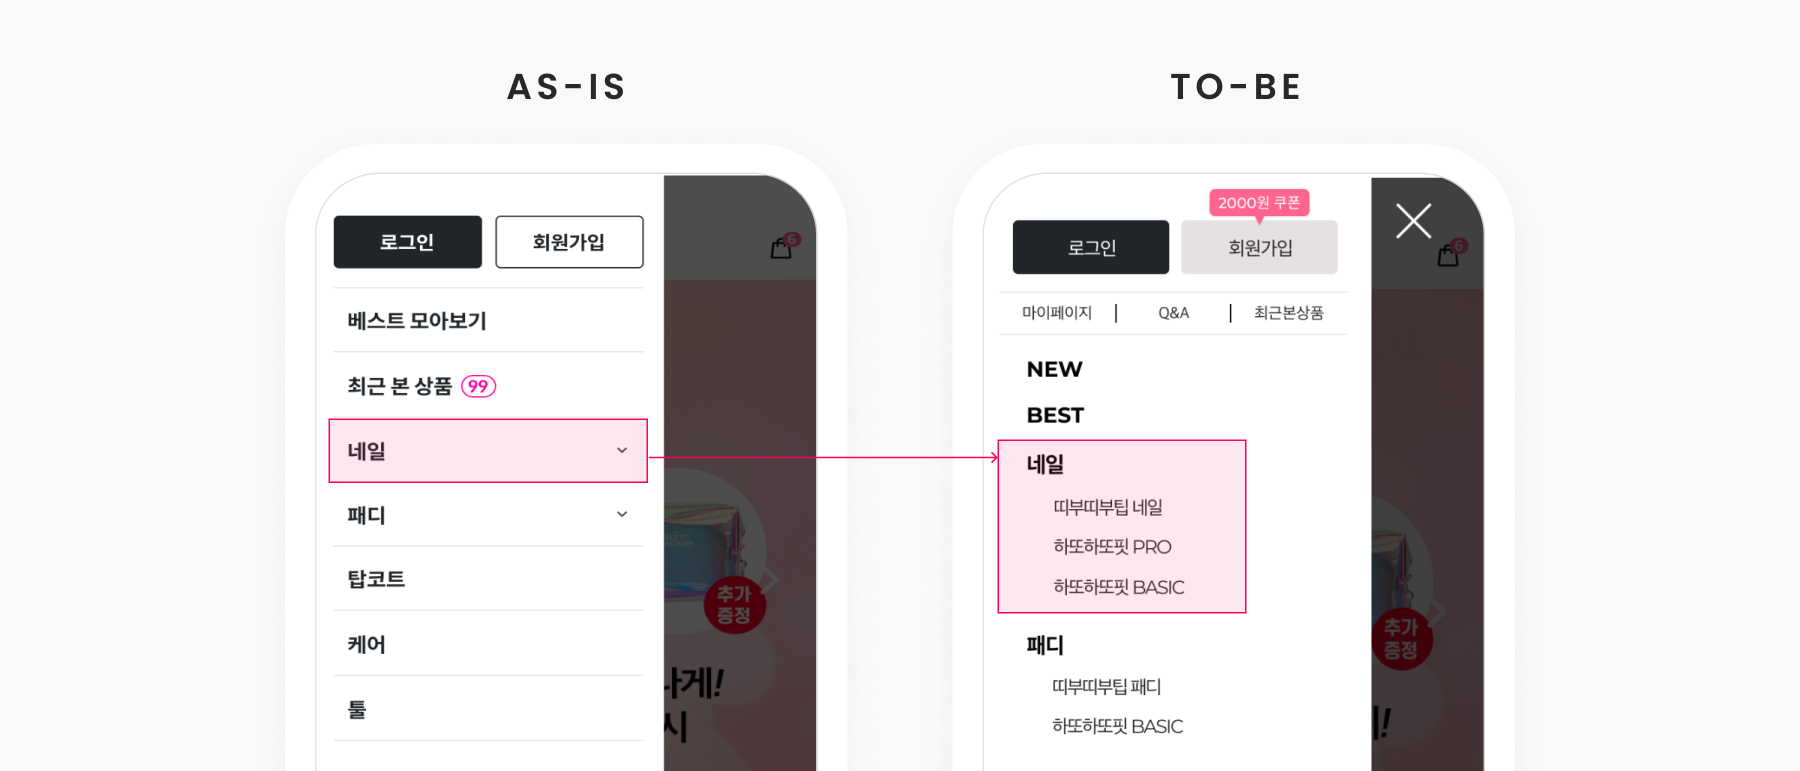 AS-IS
TO-BE
로그인
회원가입
6
베스트 모아보기
최근 본 상품 99
네일
패디
탑코트
케어
툴
추가
증정
나게!
시
2000원 쿠폰
로그인
회원가입
6
마이페이지 | Q&A | 최근본상품
NEW
BEST
네일
띠부띠부팁 네일
하또하또핏 PRO
하또하또핏 BASIC
패디
띠부띠부팁 패디
하또하또핏 BASIC
추가
증정